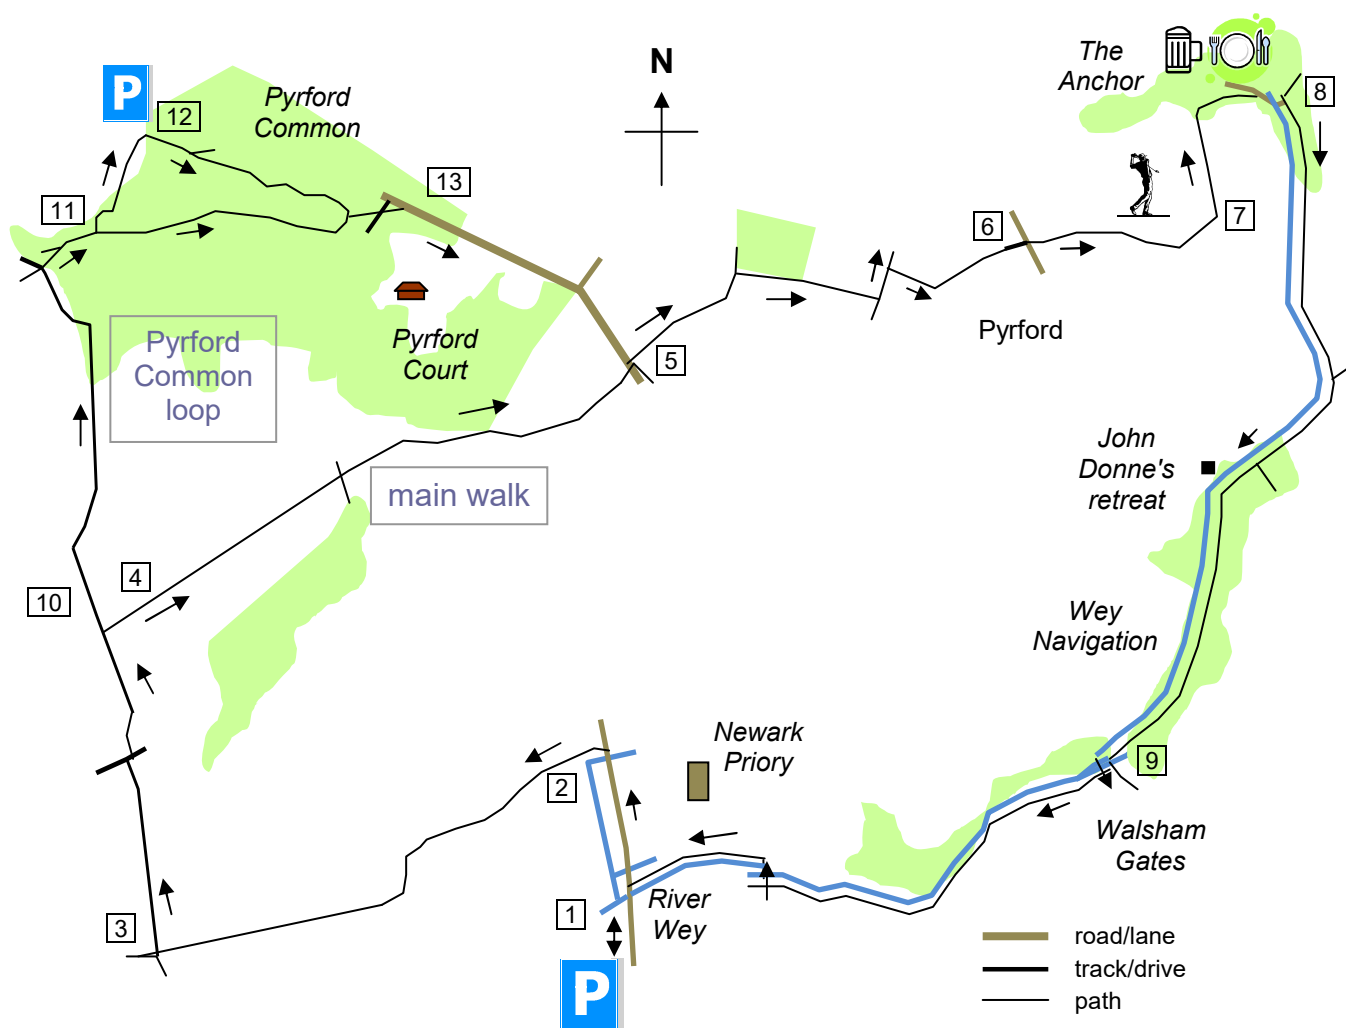 The
Anchor
N
P
12
Pyrford
Common
8
13
11
6
7
Pyrford
Common
loop
Pyrford
Court
Pyrford
5
main walk
John
Donne's
retreat
4
10
Wey
Navigation
Newark
Priory
9
2
Walsham
Gates
1
River
Wey
3
P
road/lane
track/drive
path